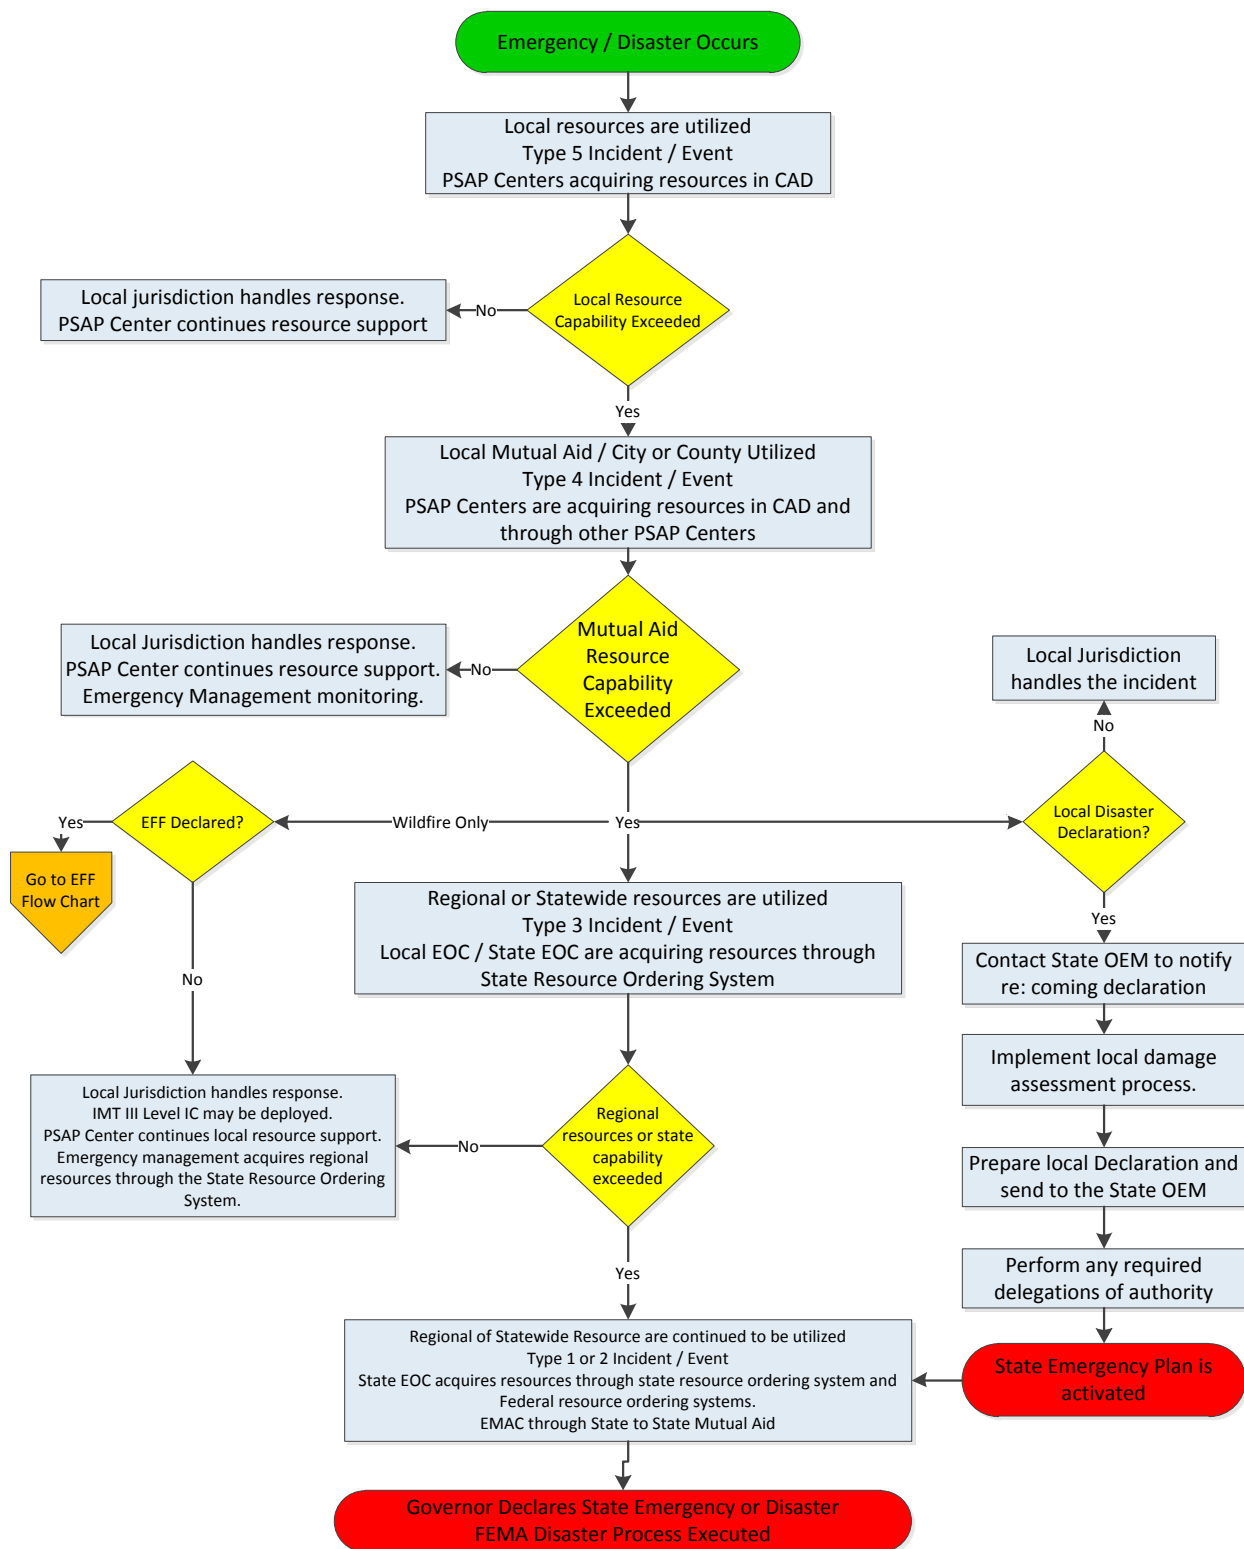 Emergency / Disaster Occurs
Local resources are utilized
Type 5 Incident / Event
PSAP Centers acquiring resources in CAD
Local Resource
Capability Exceeded
No
Local jurisdiction handles response.
PSAP Center continues resource support
Yes
Local Mutual Aid / City or County Utilized
Type 4 Incident / Event
PSAP Centers are acquiring resources in CAD and
through other PSAP Centers
Mutual Aid
Resource
Capability
Exceeded
No
Local Jurisdiction handles response.
PSAP Center continues resource support.
Emergency Management monitoring.
Local Jurisdiction
handles the incident
No
Yes
EFF Declared?
Wildfire Only
Yes
Local Disaster
Declaration?
Go to EFF
Flow Chart
No
Regional or Statewide resources are utilized
Type 3 Incident / Event
Local EOC / State EOC are acquiring resources through
State Resource Ordering System
Yes
Contact State OEM to notify
re: coming declaration
Implement local damage
assessment process.
Prepare local Declaration and
send to the State OEM
Perform any required
delegations of authority
State Emergency Plan is
activated
Local Jurisdiction handles response.
IMT III Level IC may be deployed.
PSAP Center continues local resource support.
Emergency management acquires regional
resources through the State Resource Ordering
System.
No
Regional
resources or state
capability
exceeded
Yes
Regional of Statewide Resource are continued to be utilized
Type 1 or 2 Incident / Event
State EOC acquires resources through state resource ordering system and
Federal resource ordering systems.
EMAC through State to State Mutual Aid
Governor Declares State Emergency or Disaster
FEMA Disaster Process Executed